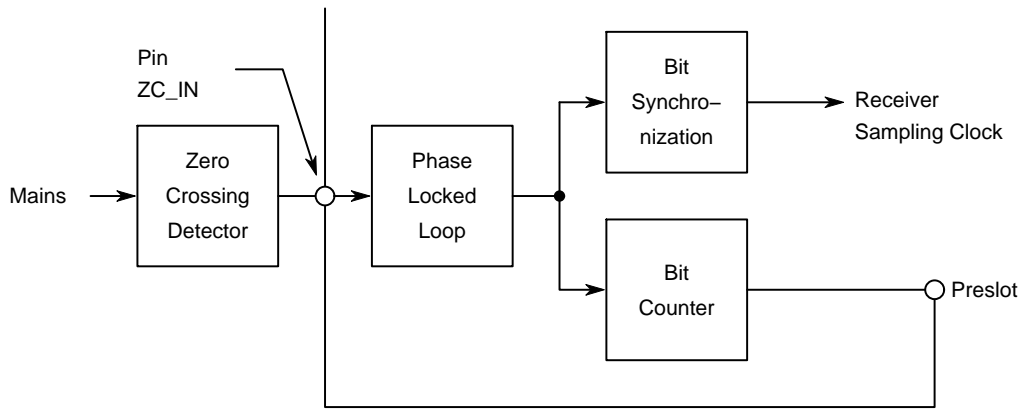 Pin
ZC_IN
Mains
Zero
Crossing
Detector
Phase
Locked
Loop
Bit
Synchro–
nization
Receiver
Sampling Clock
Bit
Counter
Preslot